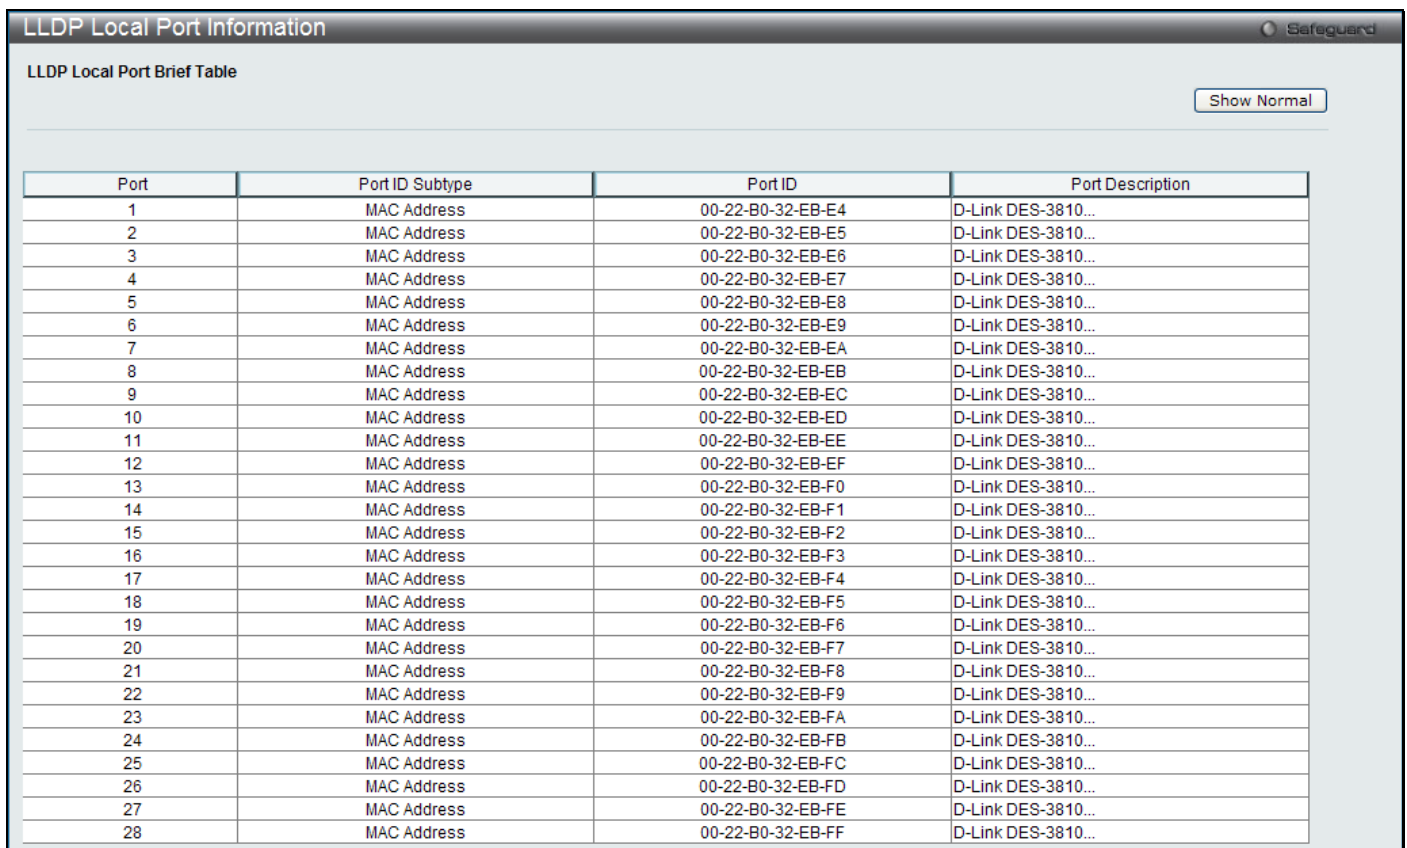 LLDP Local Port Information
Safeguard
LLDP Local Port Brief Table
Show Normal
Port Port ID Subtype Port ID Port Description
1 MAC Address 00-22-B0-32-EB-E4 D-Link DES-3810...
2 MAC Address 00-22-B0-32-EB-E5 D-Link DES-3810...
3 MAC Address 00-22-B0-32-EB-E6 D-Link DES-3810...
4 MAC Address 00-22-B0-32-EB-E7 D-Link DES-3810...
5 MAC Address 00-22-B0-32-EB-E8 D-Link DES-3810...
6 MAC Address 00-22-B0-32-EB-E9 D-Link DES-3810...
7 MAC Address 00-22-B0-32-EB-EA D-Link DES-3810...
8 MAC Address 00-22-B0-32-EB-EB D-Link DES-3810...
9 MAC Address 00-22-B0-32-EB-EC D-Link DES-3810...
10 MAC Address 00-22-B0-32-EB-ED D-Link DES-3810...
11 MAC Address 00-22-B0-32-EB-EE D-Link DES-3810...
12 MAC Address 00-22-B0-32-EB-EF D-Link DES-3810...
13 MAC Address 00-22-B0-32-EB-F0 D-Link DES-3810...
14 MAC Address 00-22-B0-32-EB-F1 D-Link DES-3810...
15 MAC Address 00-22-B0-32-EB-F2 D-Link DES-3810...
16 MAC Address 00-22-B0-32-EB-F3 D-Link DES-3810...
17 MAC Address 00-22-B0-32-EB-F4 D-Link DES-3810...
18 MAC Address 00-22-B0-32-EB-F5 D-Link DES-3810...
19 MAC Address 00-22-B0-32-EB-F6 D-Link DES-3810...
20 MAC Address 00-22-B0-32-EB-F7 D-Link DES-3810...
21 MAC Address 00-22-B0-32-EB-F8 D-Link DES-3810...
22 MAC Address 00-22-B0-32-EB-F9 D-Link DES-3810...
23 MAC Address 00-22-B0-32-EB-FA D-Link DES-3810...
24 MAC Address 00-22-B0-32-EB-FB D-Link DES-3810...
25 MAC Address 00-22-B0-32-EB-FC D-Link DES-3810...
26 MAC Address 00-22-B0-32-EB-FD D-Link DES-3810...
27 MAC Address 00-22-B0-32-EB-FE D-Link DES-3810...
28 MAC Address 00-22-B0-32-EB-FF D-Link DES-3810...